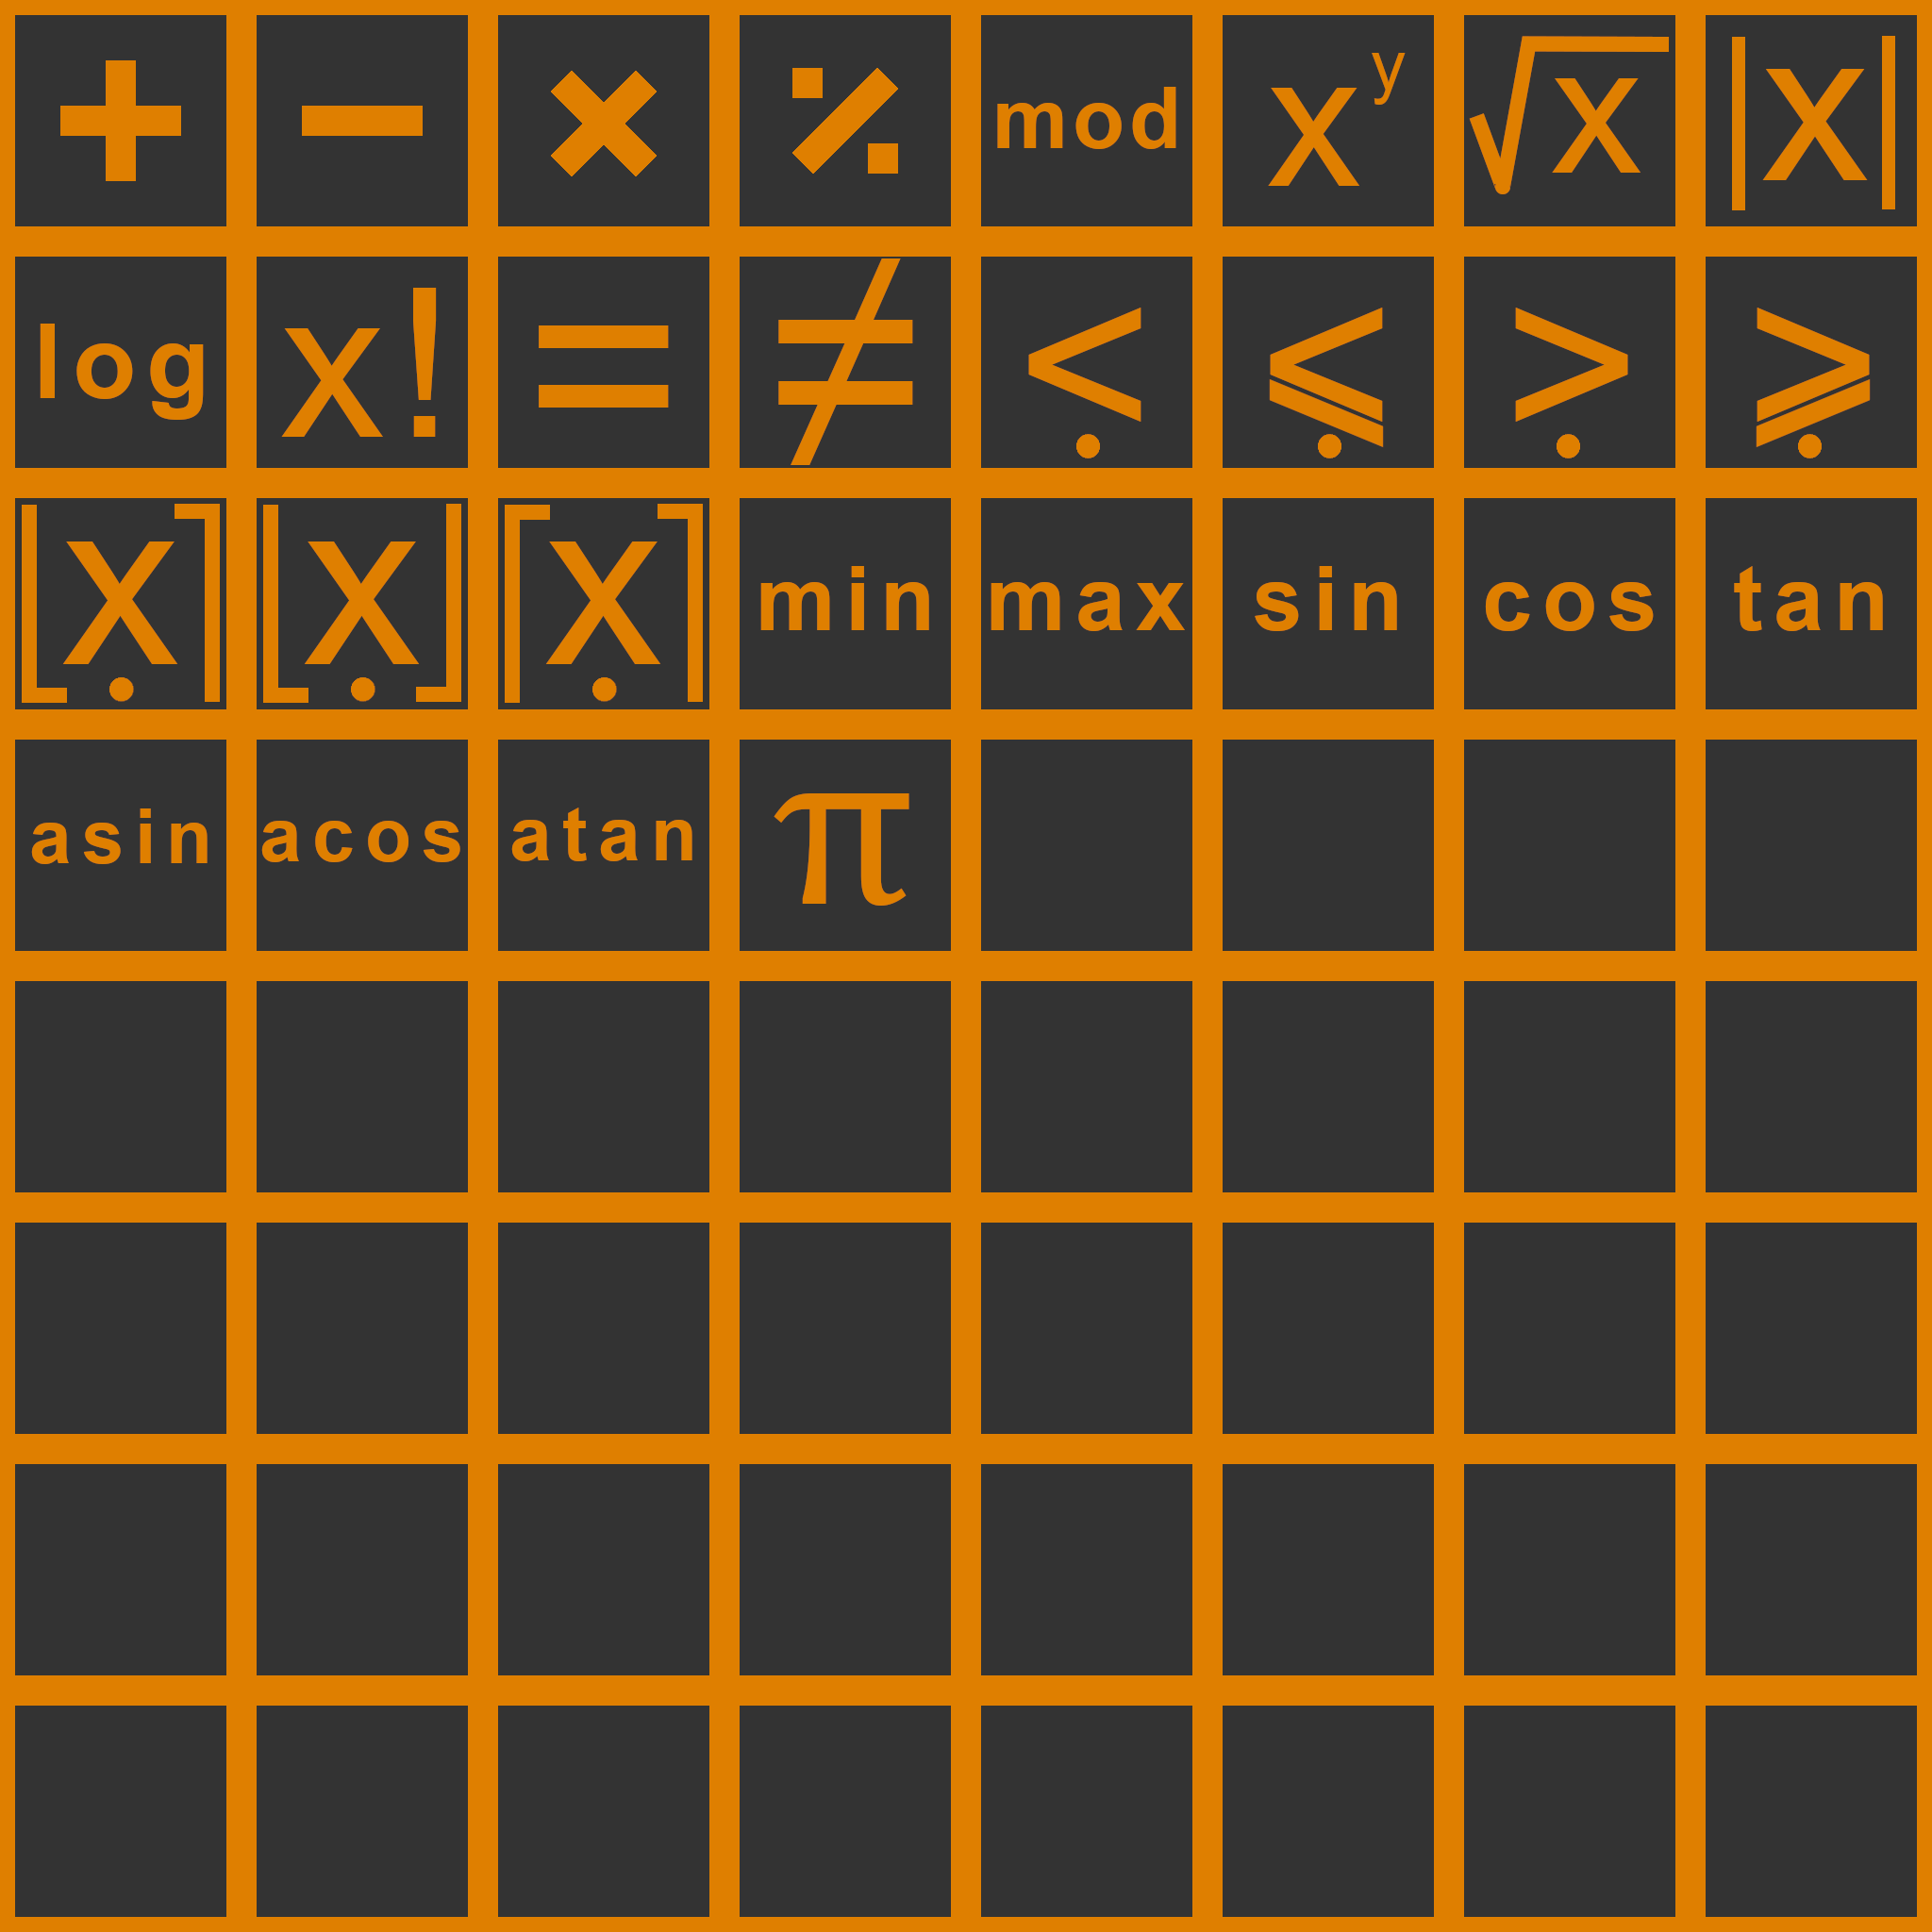 + − × ٪ mod xʸ √x |x|
log x! = ≠ < ⩽ > ⩾
⌊x⌉ ⌊x⌋ ⌈x⌉ min max sin cos tan
asin acos atan π